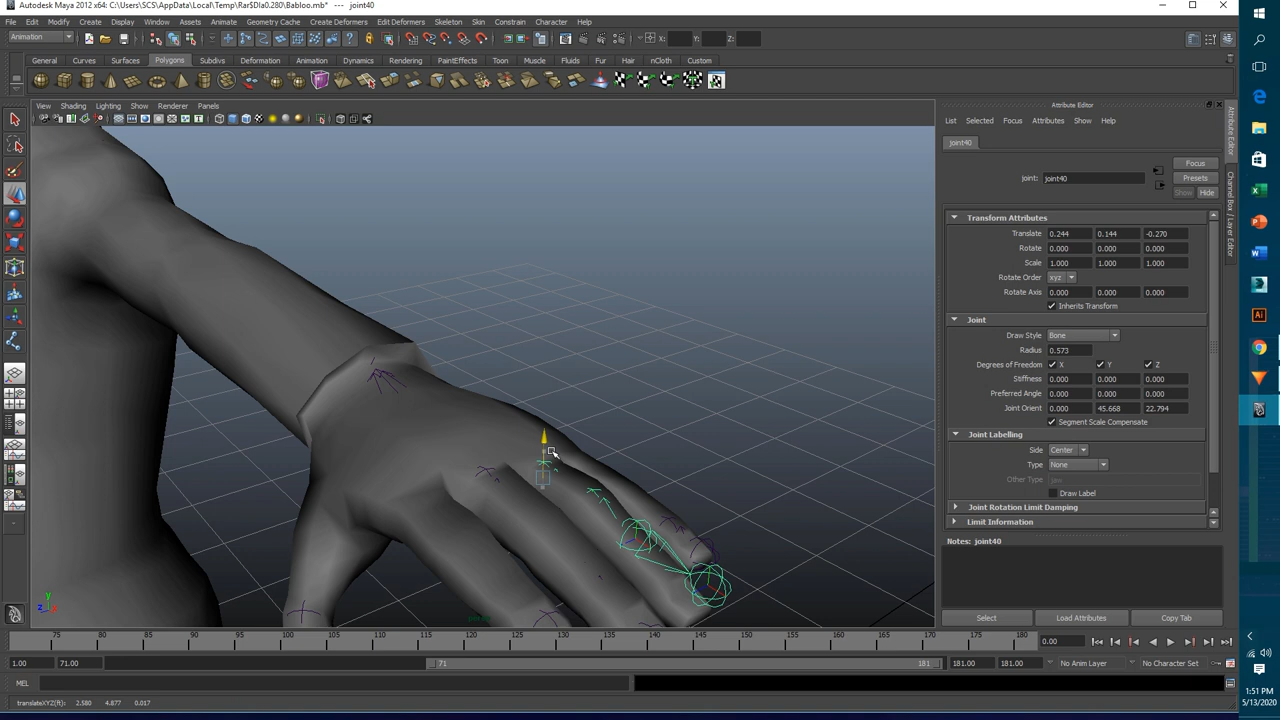 Autodesk Maya 2012 x64: C:\Users\SCS\AppData\Local\Temp\Rar$DIa0.280\Babloo.mb*   ---   joint40
File Edit Modify Create Display Window Assets Animate Geometry Cache Create Deformers Edit Deformers Skeleton Skin Constrain Character Help
Animation
X: Y: Z:
General Curves Surfaces Polygons Subdivs Deformation Animation Dynamics Rendering PaintEffects Toon Muscle Fluids Fur Hair nCloth Custom
View Shading Lighting Show Renderer Panels
Attribute Editor
List Selected Focus Attributes Show Help
joint40
Focus
joint: joint40
Presets
Show Hide
Transform Attributes
Translate 0.244 0.144 -0.270
Rotate 0.000 0.000 0.000
Scale 1.000 1.000 1.000
Rotate Order xyz
Rotate Axis 0.000 0.000 0.000
Inherits Transform
Joint
Draw Style Bone
Radius 0.573
Degrees of Freedom X Y Z
Stiffness 0.000 0.000 0.000
Preferred Angle 0.000 0.000 0.000
Joint Orient 0.000 45.668 22.794
Segment Scale Compensate
Joint Labelling
Side Center
Type None
Other Type jaw
Draw Label
Joint Rotation Limit Damping
Limit Information
Notes: joint40
Select Load Attributes Copy Tab
Attribute Editor
Channel Box / Layer Editor
y
z x
persp
75 80 85 90 95 100 105 110 115 120 125 130 135 140 145 150 155 160 165 170 175 180
0.00
1.00 71.00 71 181 181.00 181.00 No Anim Layer No Character Set
MEL
translateXYZ(ft): 2.580 4.877 0.017
1:51 PM
5/13/2020